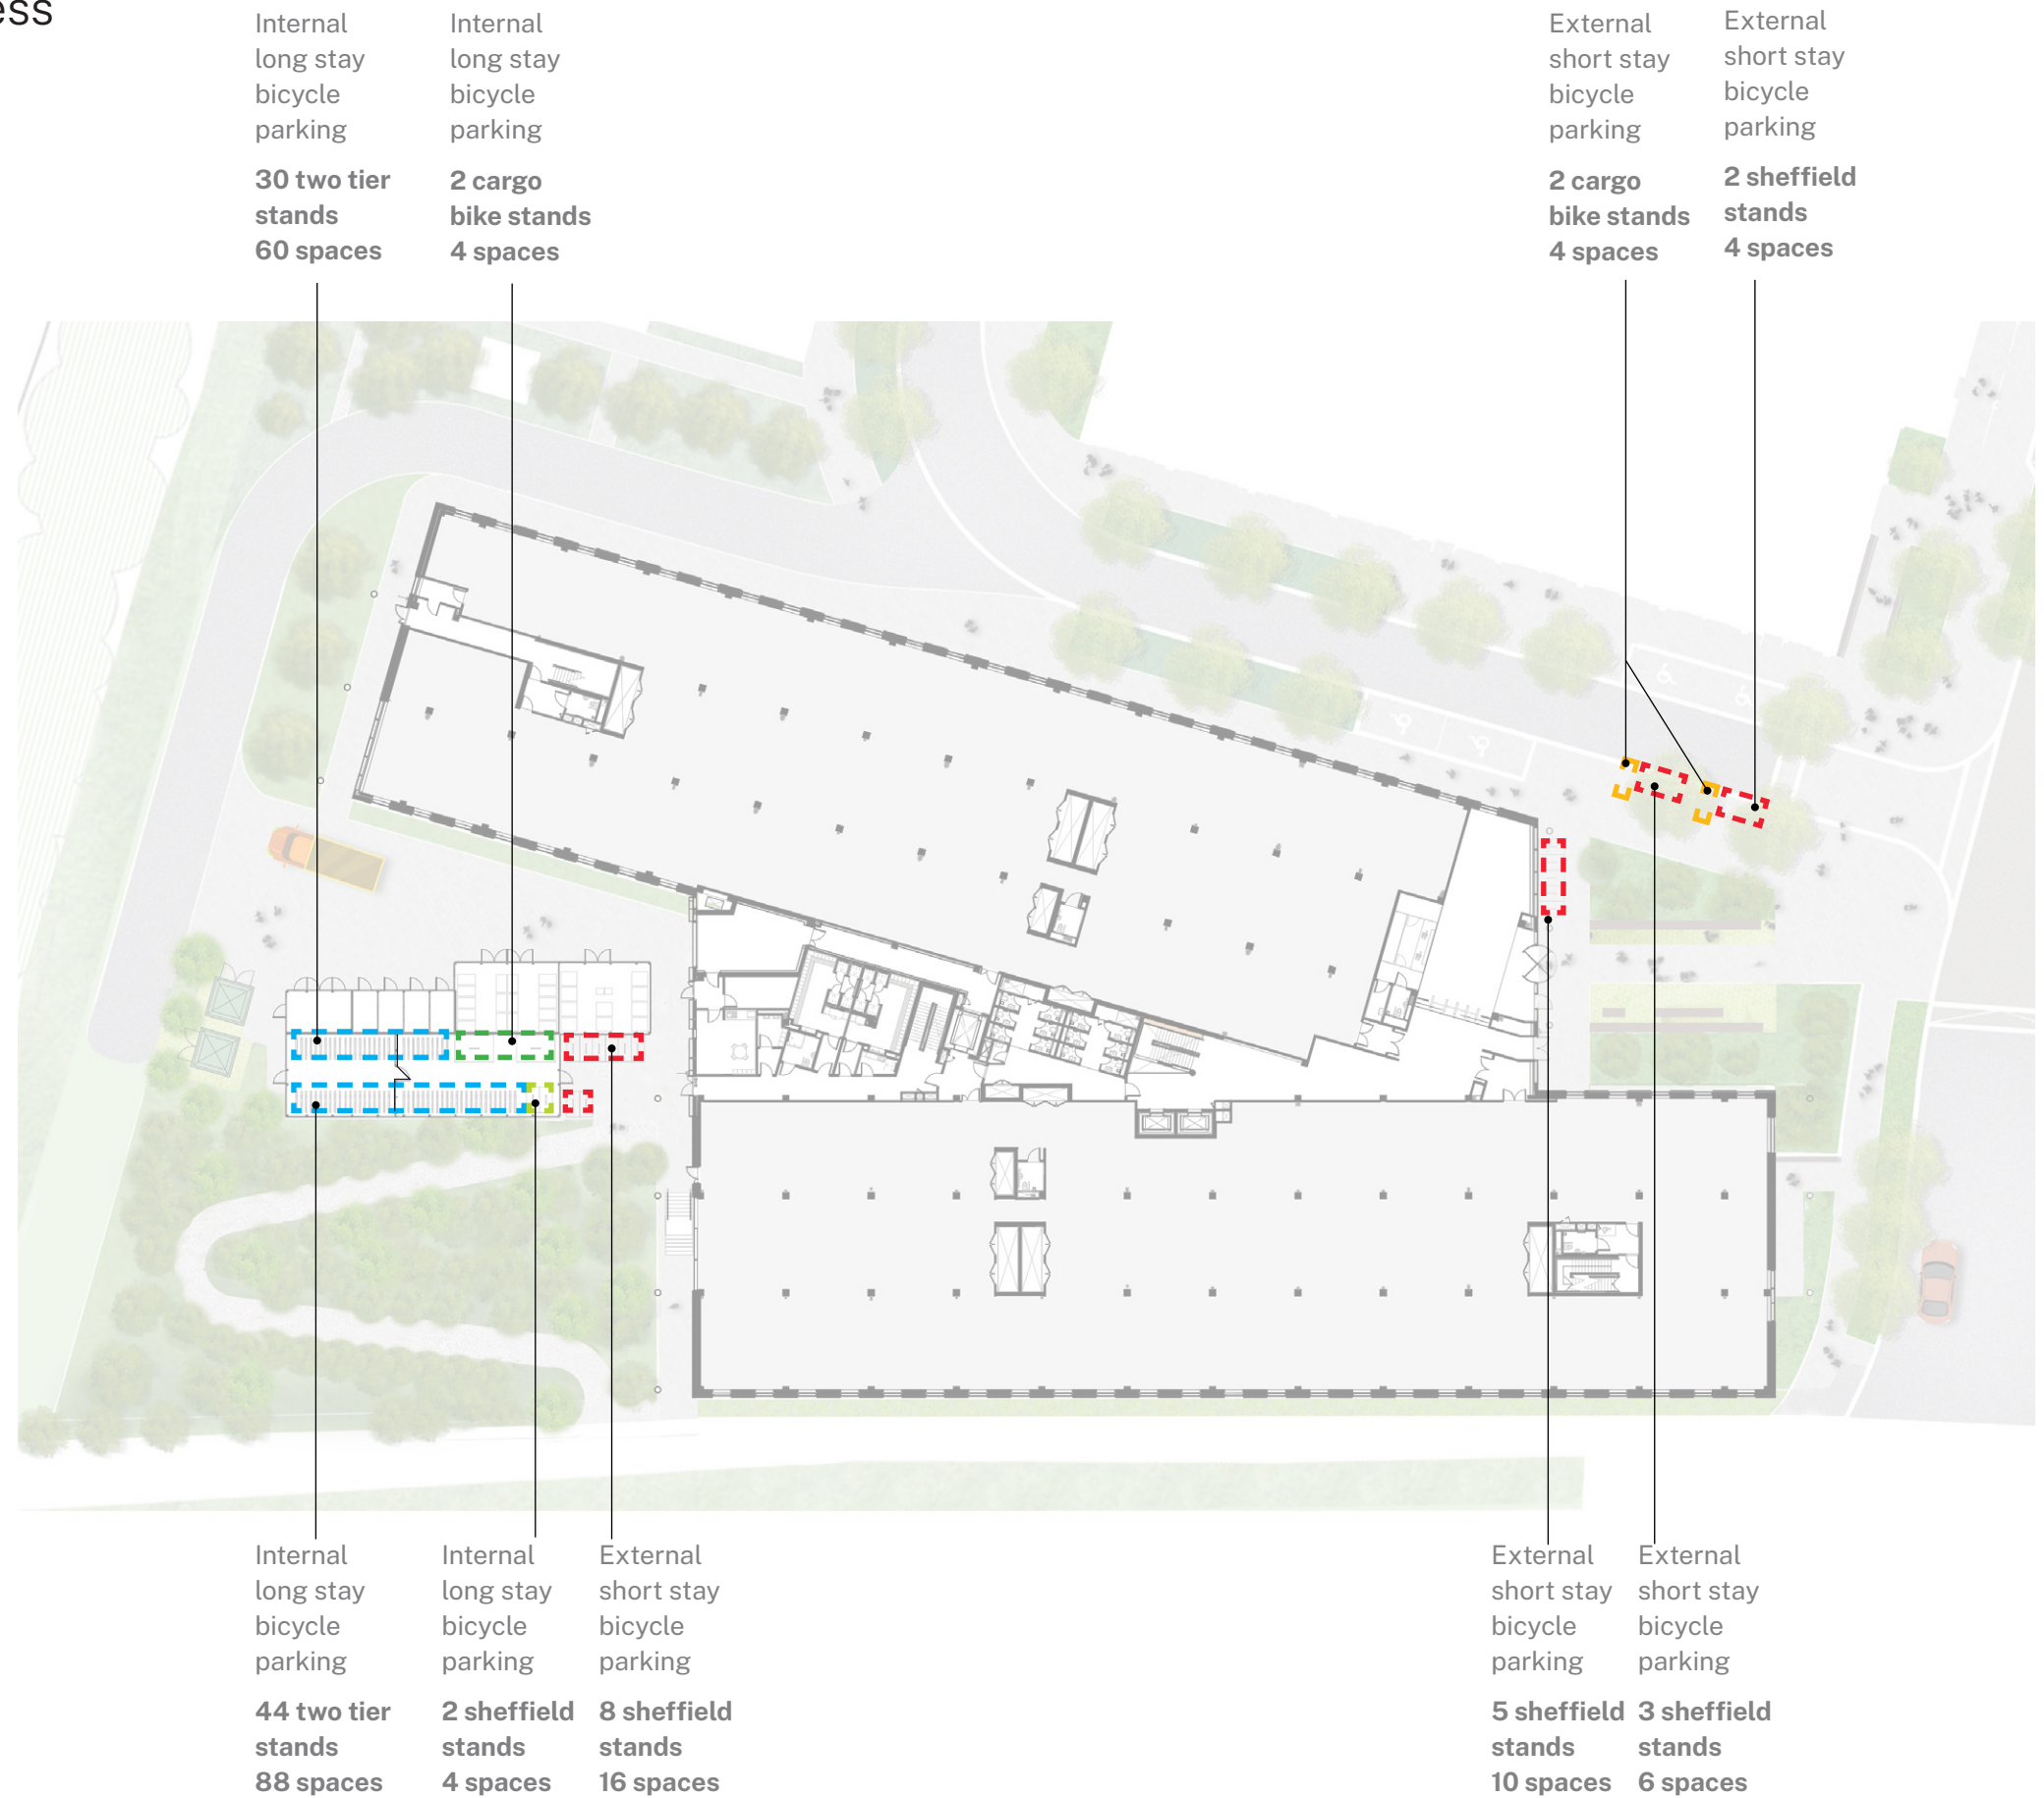 Internal
long stay
bicycle
parking
30 two tier
stands
60 spaces
Internal
long stay
bicycle
parking
2 cargo
bike stands
4 spaces
External
short stay
bicycle
parking
2 cargo
bike stands
4 spaces
External
short stay
bicycle
parking
2 sheffield
stands
4 spaces
Internal
long stay
bicycle
parking
44 two tier
stands
88 spaces
Internal
long stay
bicycle
parking
2 sheffield
stands
4 spaces
External
short stay
bicycle
parking
8 sheffield
stands
16 spaces
External
short stay
bicycle
parking
5 sheffield
stands
10 spaces
External
short stay
bicycle
parking
3 sheffield
stands
6 spaces